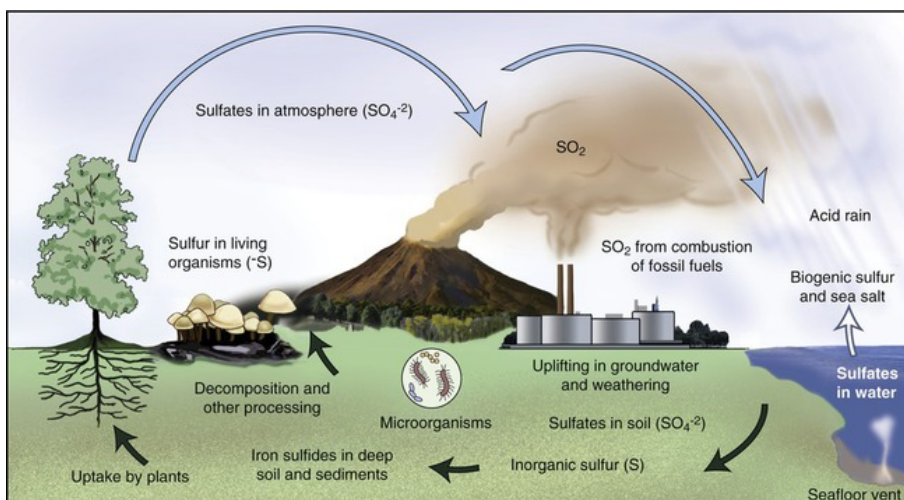 Sulfates in atmosphere (SO₄⁻²)
SO₂
Acid rain
Sulfur in living
organisms (⁻S)
SO₂ from combustion
of fossil fuels
Biogenic sulfur
and sea salt
Decomposition and
other processing
Microorganisms
Uplifting in groundwater
and weathering
Sulfates
in water
Sulfates in soil (SO₄⁻²)
Uptake by plants
Iron sulfides in deep
soil and sediments
Inorganic sulfur (S)
Seafloor vent